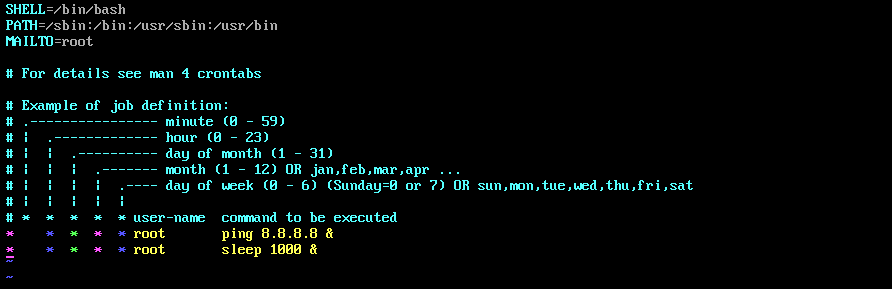 SHELL=/bin/bash
PATH=/sbin:/bin:/usr/sbin:/usr/bin
MAILTO=root

# For details see man 4 crontabs

# Example of job definition:
# .---------------- minute (0 - 59)
# |  .------------- hour (0 - 23)
# |  |  .---------- day of month (1 - 31)
# |  |  |  .------- month (1 - 12) OR jan,feb,mar,apr ...
# |  |  |  |  .---- day of week (0 - 6) (Sunday=0 or 7) OR sun,mon,tue,wed,thu,fri,sat
# |  |  |  |  |
# *  *  *  *  * user-name  command to be executed
*    *  *  *  * root       ping 8.8.8.8 &
*    *  *  *  * root       sleep 1000 &
~
~